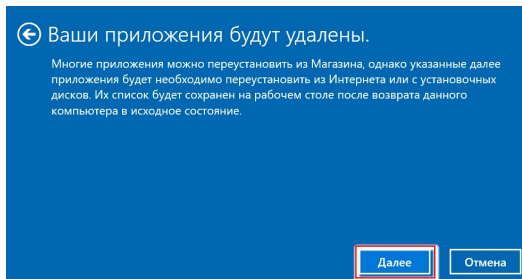 Ваши приложения будут удалены.
Многие приложения можно переустановить из Магазина, однако указанные далее
приложения будет необходимо переустановить из Интернета или с установочных
дисков. Их список будет сохранен на рабочем столе после возврата данного
компьютера в исходное состояние.
Далее
Отмена